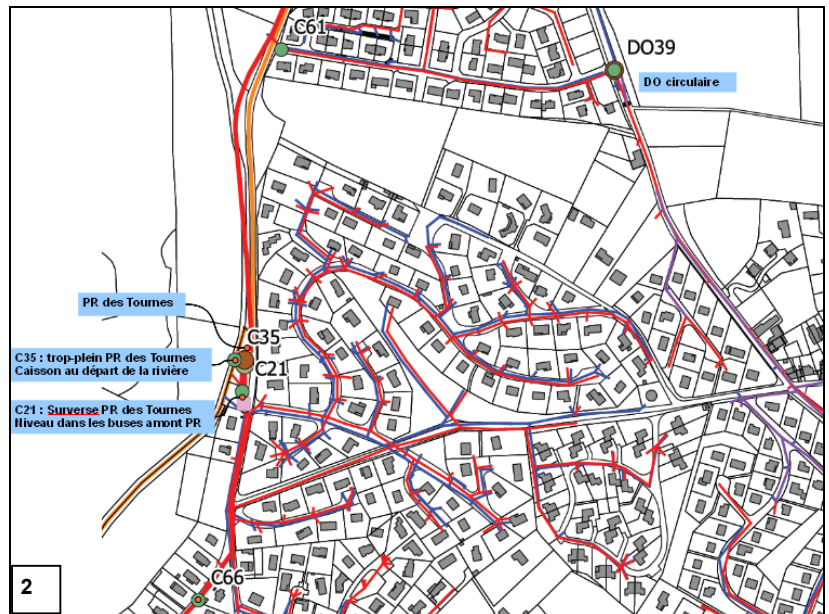 C61
DO39
DO circulaire
PR des Tournes
C35
C35 : trop-plein PR des Tournes
Caisson au départ de la rivière
C21
C21 : Surverse PR des Tournes
Niveau dans les buses amont PR
C66
2